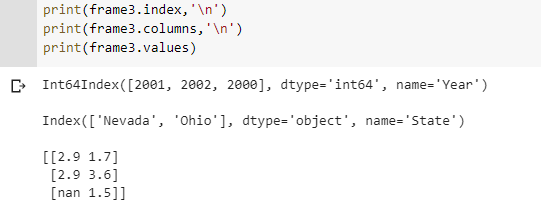 print(frame3.index,'\n')
print(frame3.columns,'\n')
print(frame3.values)
Int64Index([2001, 2002, 2000], dtype='int64', name='Year')
Index(['Nevada', 'Ohio'], dtype='object', name='State')
[[2.9 1.7]
 [2.9 3.6]
 [nan 1.5]]